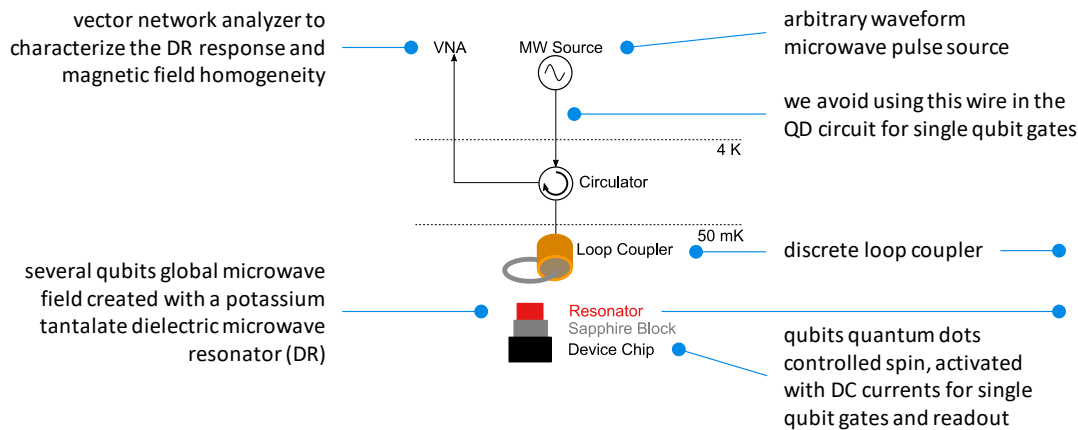 vector network analyzer to
characterize the DR response and
magnetic field homogeneity
VNA
MW Source
arbitrary waveform
microwave pulse source
we avoid using this wire in the
QD circuit for single qubit gates
4 K
Circulator
50 mK
Loop Coupler
discrete loop coupler
several qubits global microwave
field created with a potassium
tantalate dielectric microwave
resonator (DR)
Resonator
Sapphire Block
Device Chip
qubits quantum dots
controlled spin, activated
with DC currents for single
qubit gates and readout